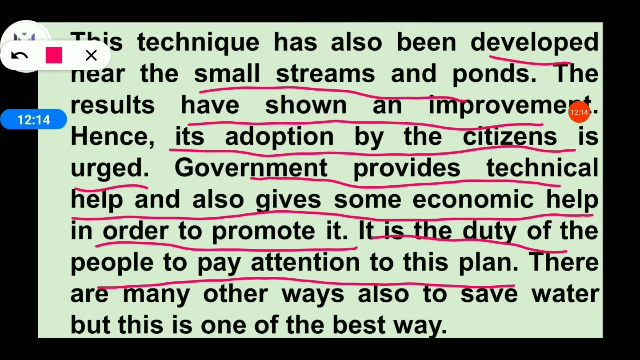 This technique has also been developed
near the small streams and ponds. The
results have shown an improvement.
12:14
12:14
Hence, its adoption by the citizens is
urged. Government provides technical
help and also gives some economic help
in order to promote it. It is the duty of the
people to pay attention to this plan. There
are many other ways also to save water
but this is one of the best way.